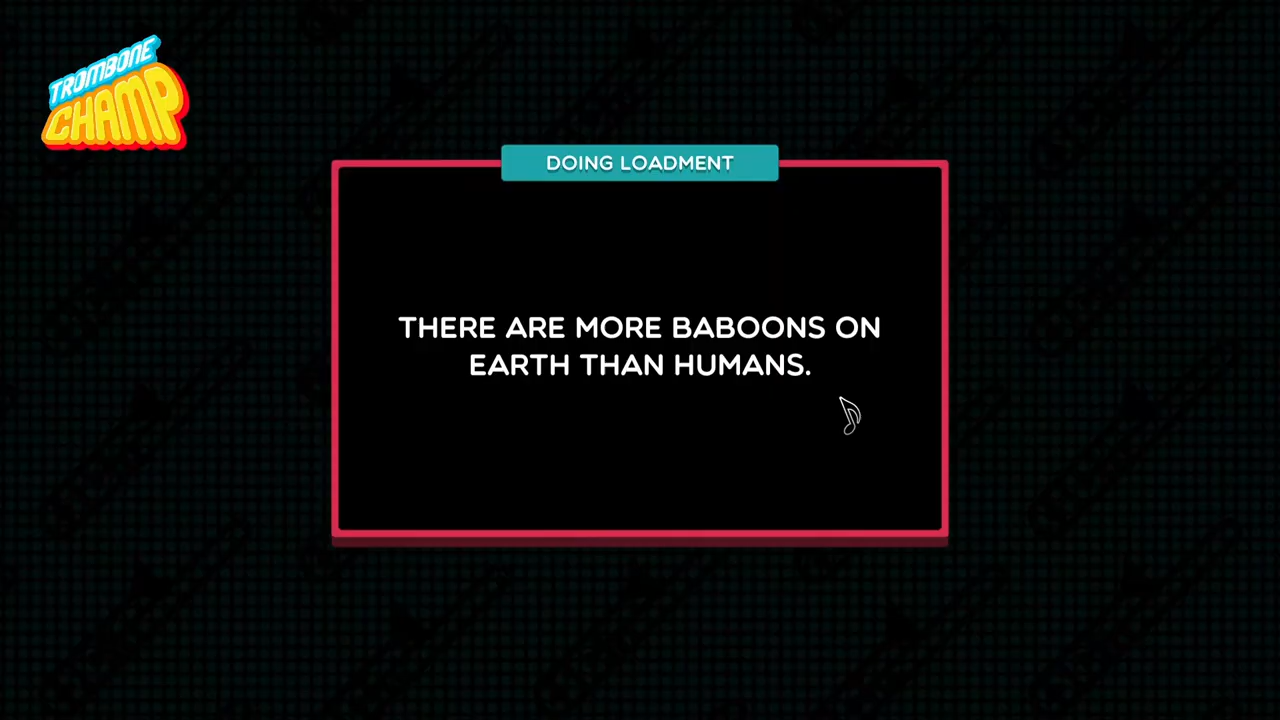 TROMBONE
CHAMP
DOING LOADMENT
THERE ARE MORE BABOONS ON
EARTH THAN HUMANS.